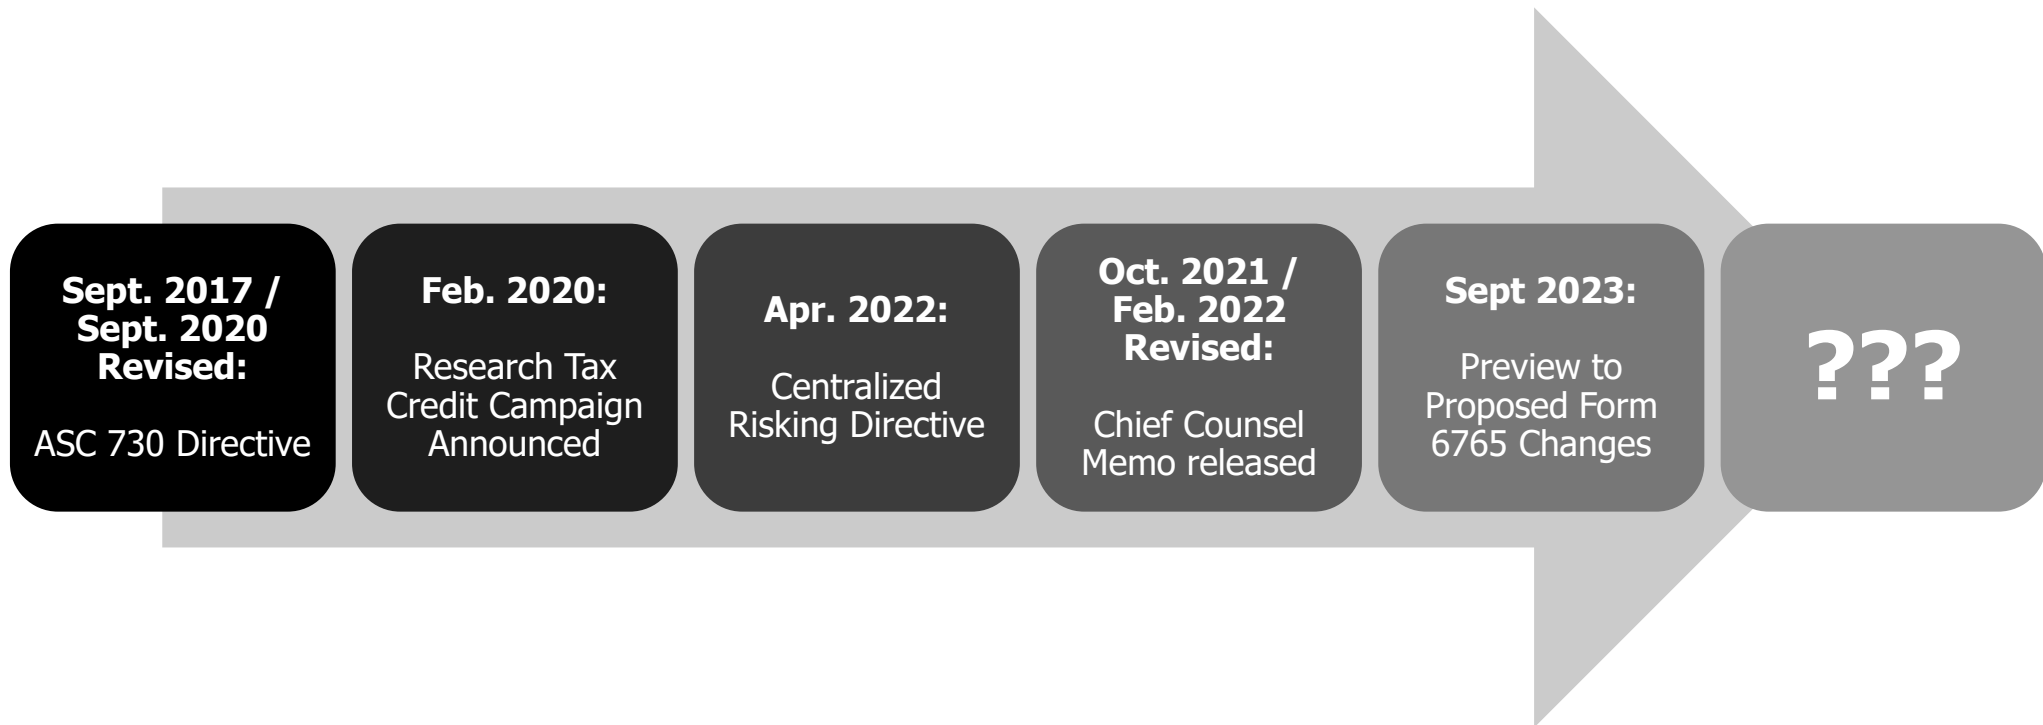 Sept. 2017 /
Sept. 2020
Revised:
ASC 730 Directive
Feb. 2020:
Research Tax
Credit Campaign
Announced
Apr. 2022:
Centralized
Risking Directive
Oct. 2021 /
Feb. 2022
Revised:
Chief Counsel
Memo released
Sept 2023:
Preview to
Proposed Form
6765 Changes
???